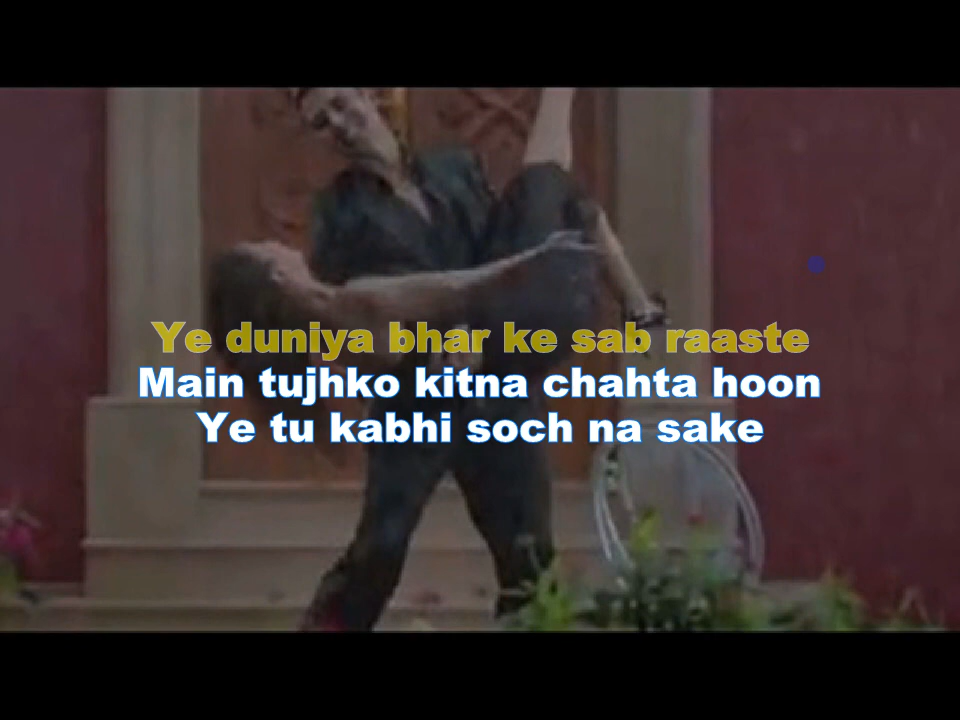 Ye duniya bhar ke sab raaste
Main tujhko kitna chahta hoon
Ye tu kabhi soch na sake